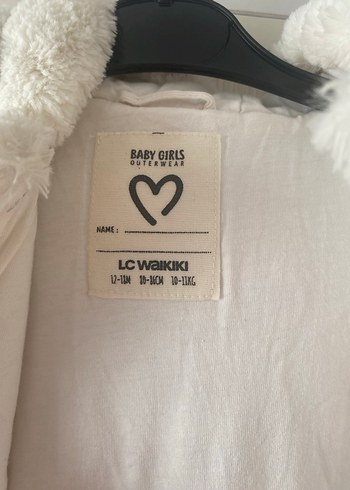 BABY GIRLS
OUTERWEAR
NAME:
LC WAIKIKI
12-18M 80-86CM 10-11KG